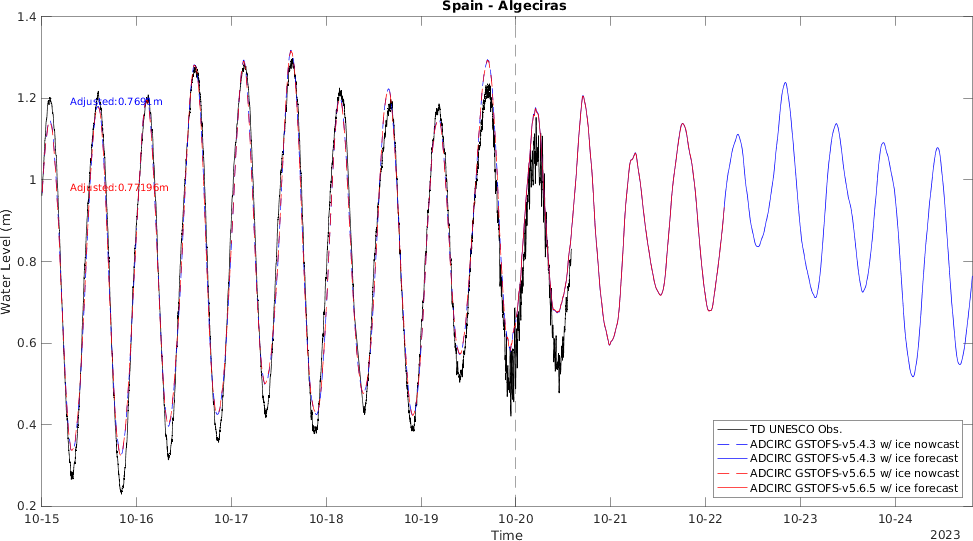 Spain - Algeciras
1.4
1.2
1
0.8
0.6
0.4
0.2
Water Level (m)
Adjusted:0.77196m
TD UNESCO Obs.
ADCIRC GSTOFS-v5.4.3 w/ ice nowcast
ADCIRC GSTOFS-v5.4.3 w/ ice forecast
ADCIRC GSTOFS-v5.6.5 w/ ice nowcast
ADCIRC GSTOFS-v5.6.5 w/ ice forecast
10-15 10-16 10-17 10-18 10-19 10-20 10-21 10-22 10-23 10-24
Time
2023